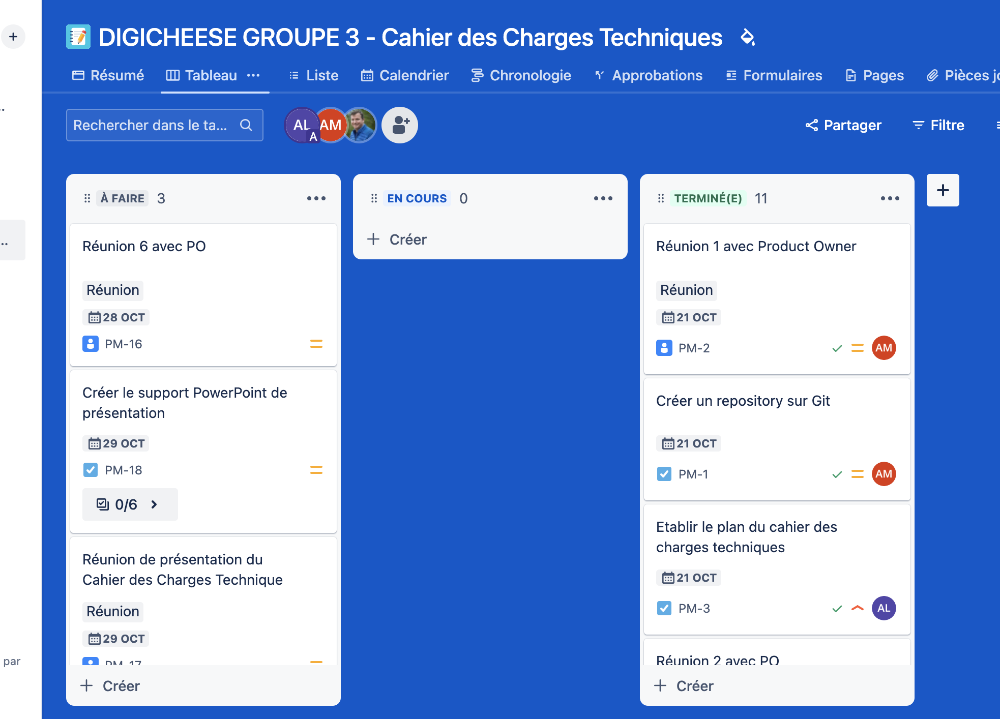 DIGICHEESE GROUPE 3 - Cahier des Charges Techniques
Résumé
Tableau
Liste
Calendrier
Chronologie
Approbations
Formulaires
Pages
Pièces jo
Rechercher dans le ta...
AL
A
AM
Partager
Filtre
À FAIRE 3
Réunion 6 avec PO
Réunion
28 OCT
PM-16
Créer le support PowerPoint de
présentation
29 OCT
PM-18
0/6
Réunion de présentation du
Cahier des Charges Technique
Réunion
29 OCT
PM-17
+ Créer
EN COURS 0
+ Créer
TERMINÉ(E) 11
Réunion 1 avec Product Owner
Réunion
21 OCT
PM-2
AM
Créer un repository sur Git
21 OCT
PM-1
AM
Etablir le plan du cahier des
charges techniques
21 OCT
PM-3
AL
Réunion 2 avec PO
+ Créer
par